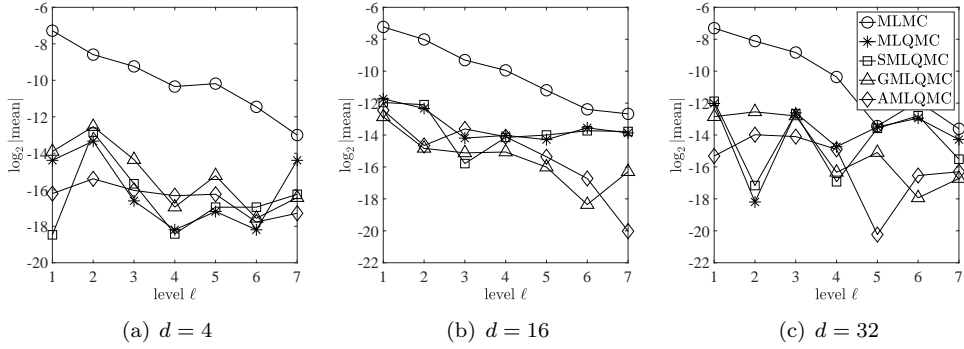 -6
-8
-10
-12
-14
-16
-18
-20
log₂ |mean|
1 2 3 4 5 6 7
level ℓ
(a) d = 4
-6
-8
-10
-12
-14
-16
-18
-20
-22
log₂ |mean|
1 2 3 4 5 6 7
level ℓ
(b) d = 16
-6
-8
-10
-12
-14
-16
-18
-20
-22
log₂ |mean|
MLMC
MLQMC
SMLQMC
GMLQMC
AMLQMC
1 2 3 4 5 6 7
level ℓ
(c) d = 32